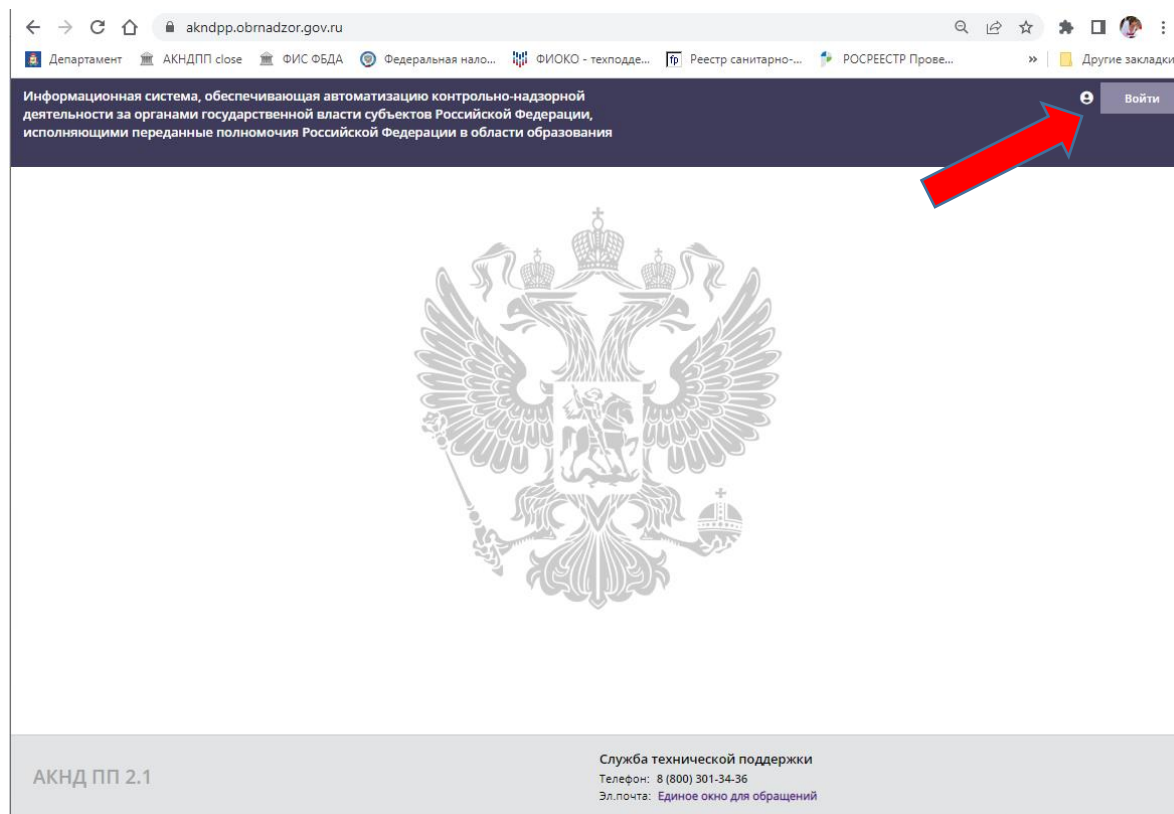 akndpp.obrnadzor.gov.ru
Департамент АКНДПП close ФИС ФБДА Федеральная нало... ФИОКО - техподде... fp Реестр санитарно-... РОСРЕЕСТР Прове... » Другие закладки
Информационная система, обеспечивающая автоматизацию контрольно-надзорной
деятельности за органами государственной власти субъектов Российской Федерации,
исполняющими переданные полномочия Российской Федерации в области образования
Войти
АКНД ПП 2.1
Служба технической поддержки
Телефон: 8 (800) 301-34-36
Эл.почта: Единое окно для обращений